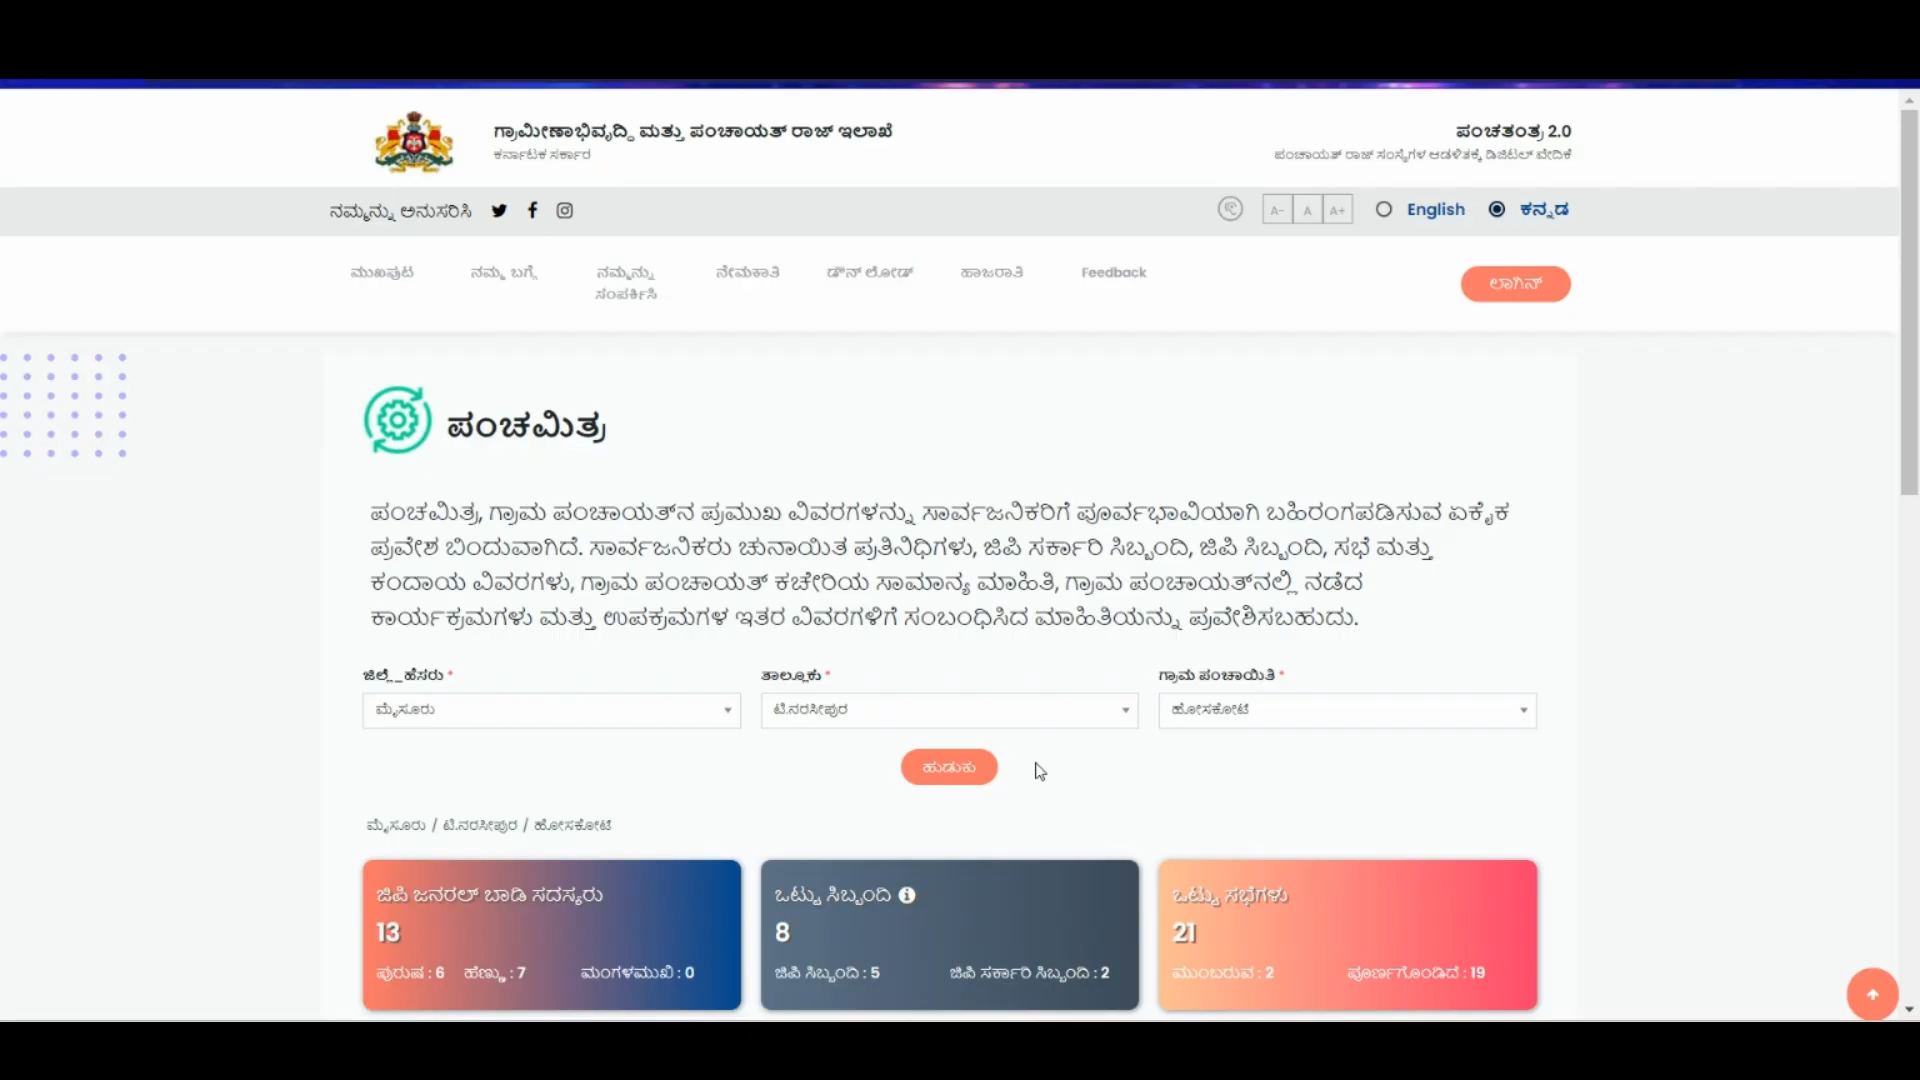 ಗ್ರಾಮೀಣಾಭಿವೃದ್ಧಿ ಮತ್ತು ಪಂಚಾಯತ್ ರಾಜ್ ಇಲಾಖೆ
ಕರ್ನಾಟಕ ಸರ್ಕಾರ
ಪಂಚತಂತ್ರ 2.0
ಪಂಚಾಯತ್ ರಾಜ್ ಸಂಸ್ಥೆಗಳ ಆಡಳಿತಕ್ಕೆ ಡಿಜಿಟಲ್ ವೇದಿಕೆ
ನಮ್ಮನ್ನು ಅನುಸರಿಸಿ
A- A A+ English ಕನ್ನಡ
ಮುಖಪುಟ ನಮ್ಮ ಬಗ್ಗೆ ನಮ್ಮನ್ನು ಸಂಪರ್ಕಿಸಿ ನೇಮಕಾತಿ ಡೌನ್ ಲೋಡ್ ಹಾಜರಾತಿ Feedback ಲಾಗಿನ್
ಪಂಚಮಿತ್ರ
ಪಂಚಮಿತ್ರ, ಗ್ರಾಮ ಪಂಚಾಯತ್‌ನ ಪ್ರಮುಖ ವಿವರಗಳನ್ನು ಸಾರ್ವಜನಿಕರಿಗೆ ಪೂರ್ವಭಾವಿಯಾಗಿ ಬಹಿರಂಗಪಡಿಸುವ ಏಕೈಕ
ಪ್ರವೇಶ ಬಿಂದುವಾಗಿದೆ. ಸಾರ್ವಜನಿಕರು ಚುನಾಯಿತ ಪ್ರತಿನಿಧಿಗಳು, ಜಿಪಿ ಸರ್ಕಾರಿ ಸಿಬ್ಬಂದಿ, ಜಿಪಿ ಸಿಬ್ಬಂದಿ, ಸಭೆ ಮತ್ತು
ಕಂದಾಯ ವಿವರಗಳು, ಗ್ರಾಮ ಪಂಚಾಯತ್ ಕಚೇರಿಯ ಸಾಮಾನ್ಯ ಮಾಹಿತಿ, ಗ್ರಾಮ ಪಂಚಾಯತ್‌ನಲ್ಲಿ ನಡೆದ
ಕಾರ್ಯಕ್ರಮಗಳು ಮತ್ತು ಉಪಕ್ರಮಗಳ ಇತರ ವಿವರಗಳಿಗೆ ಸಂಬಂಧಿಸಿದ ಮಾಹಿತಿಯನ್ನು ಪ್ರವೇಶಿಸಬಹುದು.
ಜಿಲ್ಲೆ_ಹೆಸರು * ತಾಲ್ಲೂಕು * ಗ್ರಾಮ ಪಂಚಾಯಿತಿ *
ಮೈಸೂರು ಟಿ.ನರಸೀಪುರ ಹೋಸಕೋಟೆ
ಹುಡುಕು
ಮೈಸೂರು / ಟಿ.ನರಸೀಪುರ / ಹೋಸಕೋಟೆ
ಜಿಪಿ ಜನರಲ್ ಬಾಡಿ ಸದಸ್ಯರು
13
ಪುರುಷ : 6 ಹೆಣ್ಣು : 7 ಮಂಗಳಮುಖಿ : 0
ಒಟ್ಟು ಸಿಬ್ಬಂದಿ
8
ಜಿಪಿ ಸಿಬ್ಬಂದಿ : 5 ಜಿಪಿ ಸರ್ಕಾರಿ ಸಿಬ್ಬಂದಿ : 2
ಒಟ್ಟು ಸಭೆಗಳು
21
ಮುಂಬರುವ : 2 ಪೂರ್ಣಗೊಂಡಿದೆ : 19